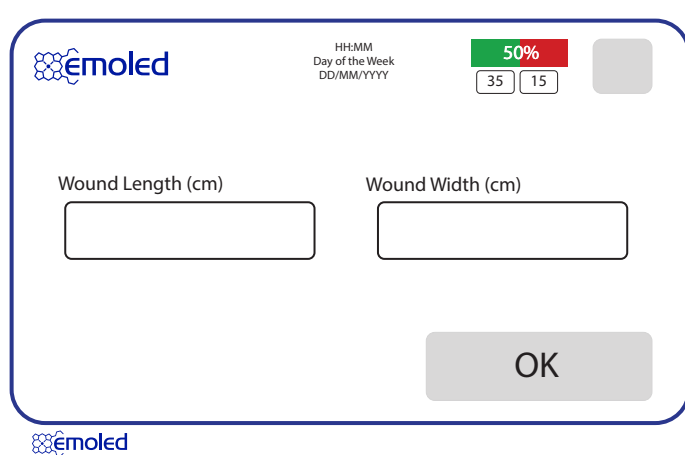 emoled
HH:MM
Day of the Week
DD/MM/YYYY
50%
35 15
Wound Length (cm) Wound Width (cm)
OK
emoled